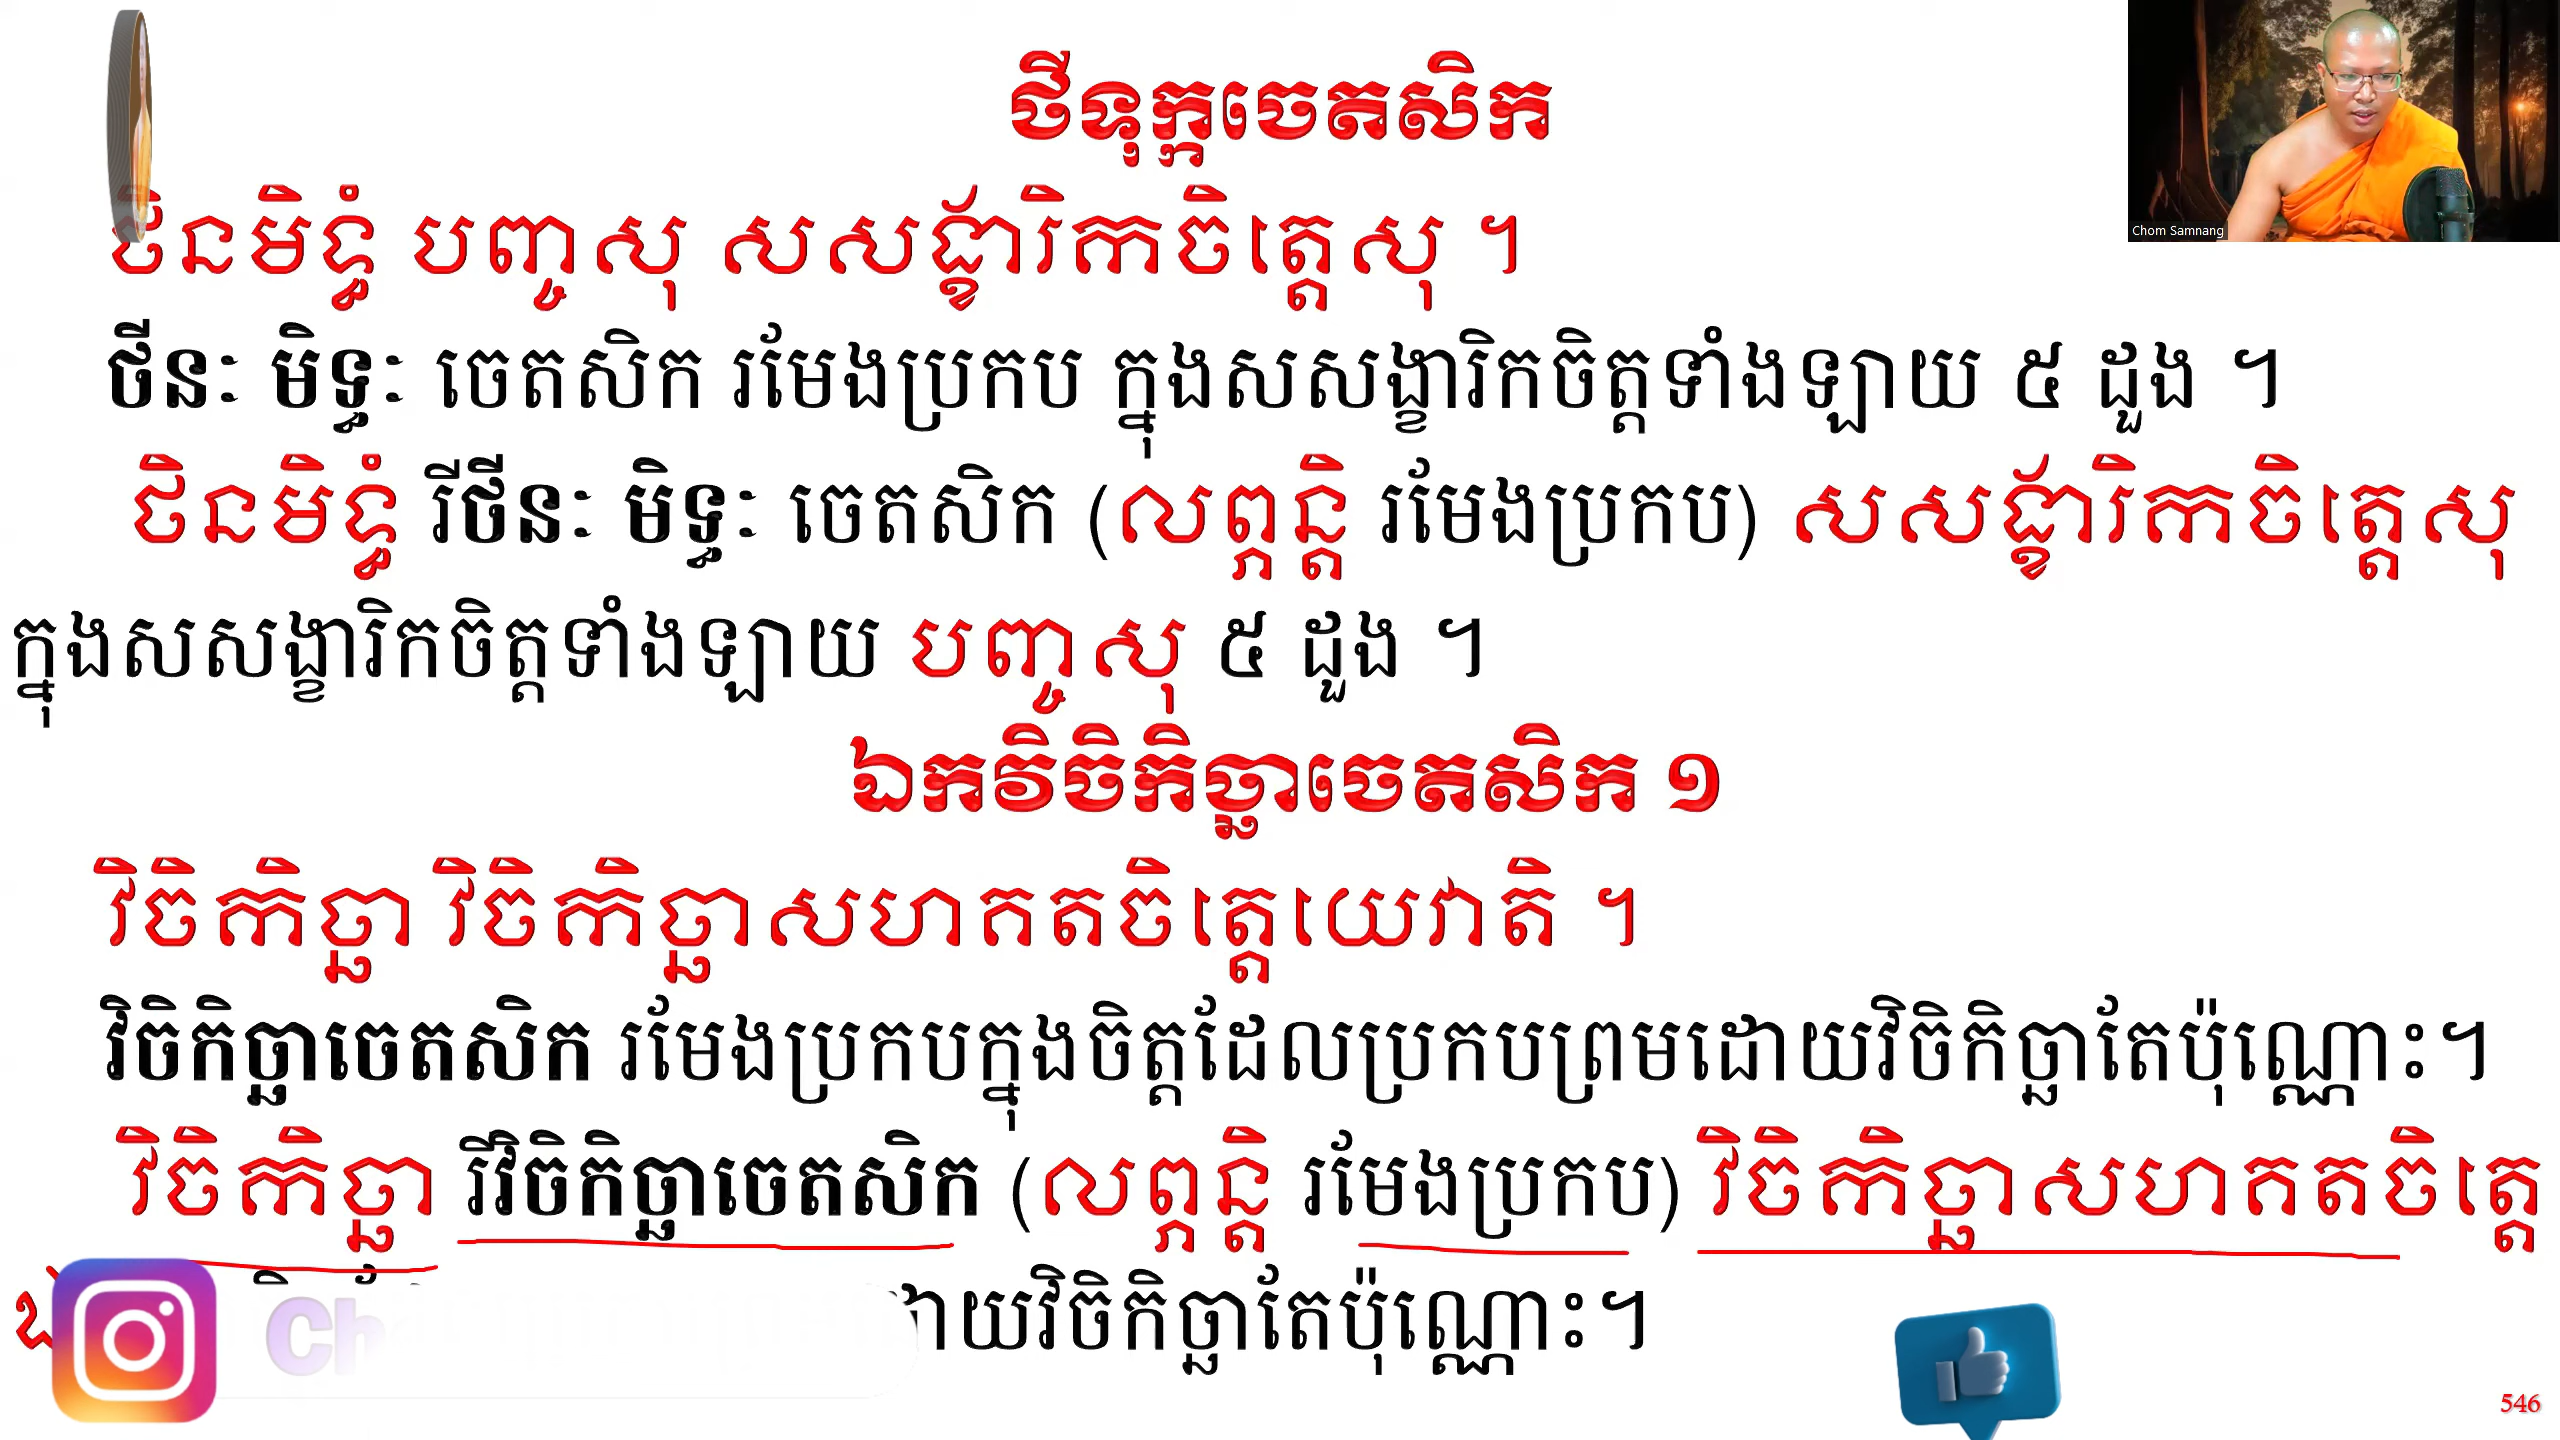 ថីទុក្កចេតសិក
Chom Samnang
ថិនមិទ្ធំ បញ្ចសុ សសង្ខារិកចិត្តេសុ ។
ថីនៈ មិទ្ធៈ ចេតសិក រមែងប្រកប ក្នុងសសង្ខារិកចិត្តទាំងឡាយ ៥ ដួង ។
ថិនមិទ្ធំ រីថីនៈ មិទ្ធៈ ចេតសិក (លព្ភន្តិ រមែងប្រកប) សសង្ខារិកចិត្តេសុ
ក្នុងសសង្ខារិកចិត្តទាំងឡាយ បញ្ចសុ ៥ ដួង ។
ឯកវិចិកិច្ឆាចេតសិក ១
វិចិកិច្ឆា វិចិកិច្ឆាសហគតចិត្តេយេវាតិ ។
វិចិកិច្ឆាចេតសិក រមែងប្រកបក្នុងចិត្តដែលប្រកបព្រមដោយវិចិកិច្ឆាតែប៉ុណ្ណោះ។
វិចិកិច្ឆា រីវិចិកិច្ឆាចេតសិក (លព្ភន្តិ រមែងប្រកប) វិចិកិច្ឆាសហគតចិត្តេ
ដោយវិចិកិច្ឆាតែប៉ុណ្ណោះ។
Ch
546